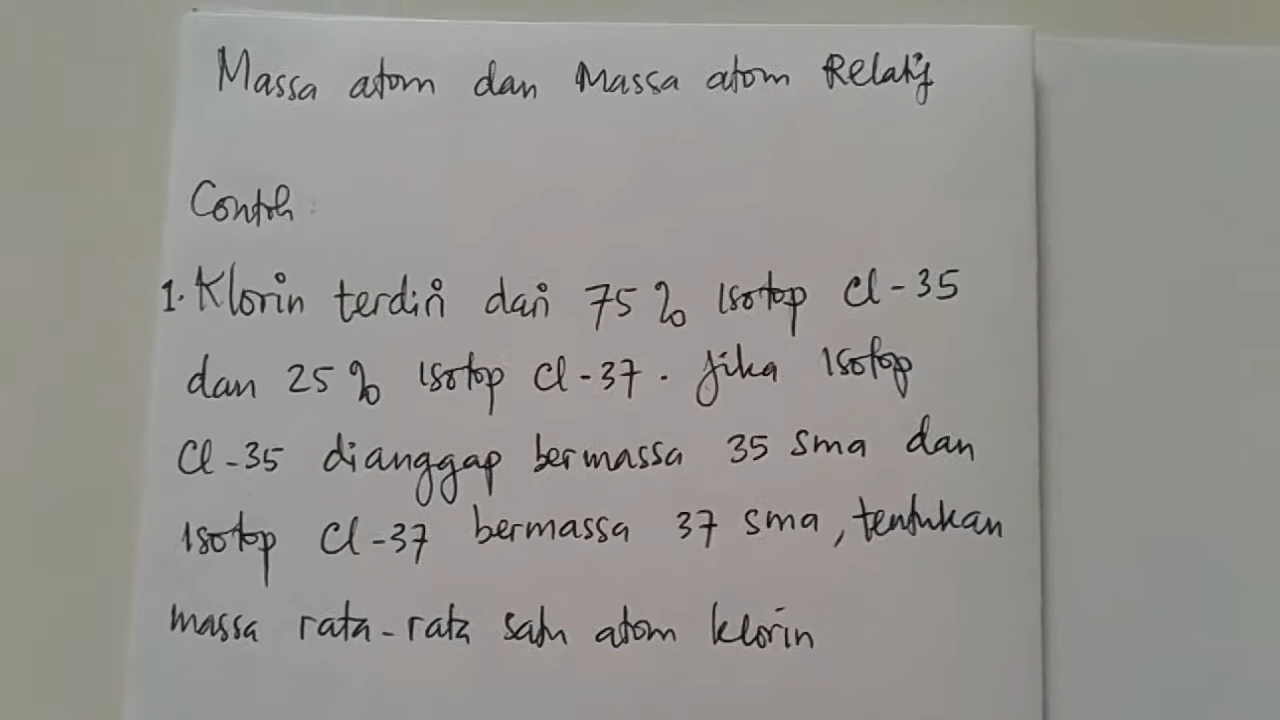 Massa atom dan Massa atom Relatif
Contoh :
1. Klorin terdiri dari 75% isotop Cl-35
dan 25% isotop Cl-37. Jika isotop
Cl-35 dianggap bermassa 35 sma dan
isotop Cl-37 bermassa 37 sma, tentukan
massa rata-rata satu atom klorin